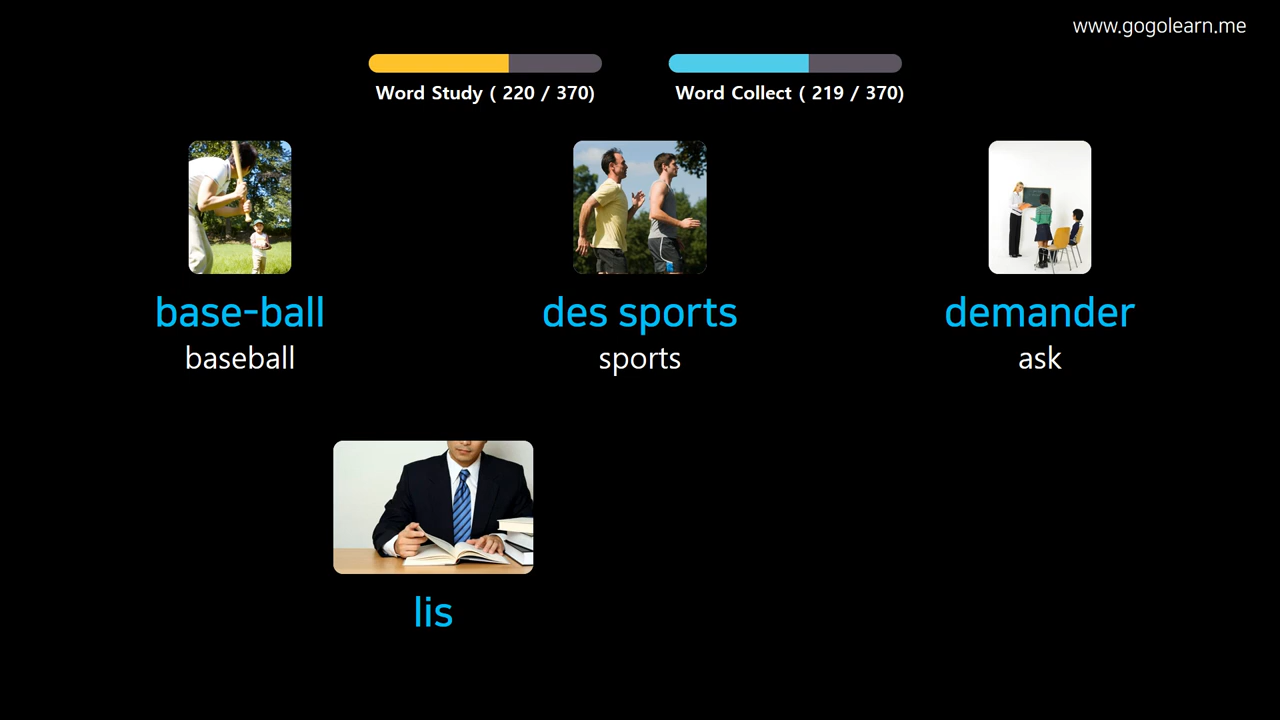 www.gogolearn.me
Word Study ( 220 / 370)
Word Collect ( 219 / 370)
base-ball
baseball
des sports
sports
demander
ask
lis